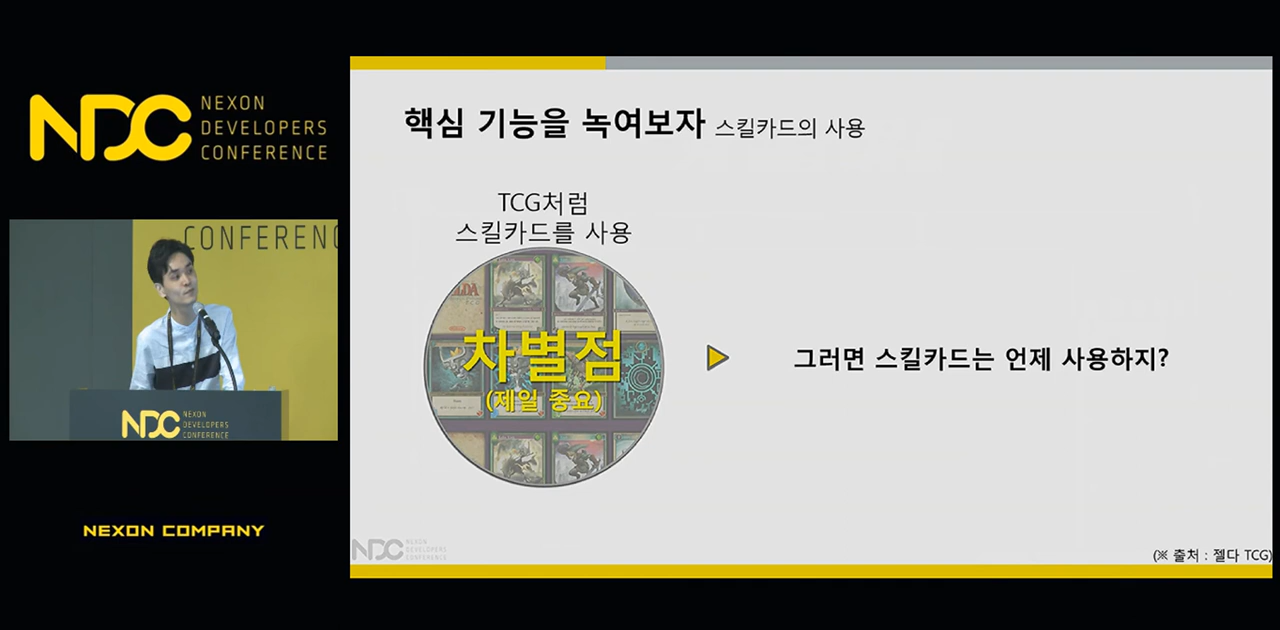 NDC NEXON
DEVELOPERS
CONFERENCE
CONFERENC
NDC NEXON
DEVELOPERS
CONFERENCE
NEXON COMPANY
핵심 기능을 녹여보자 스킬카드의 사용
TCG처럼
스킬카드를 사용
차별점
(제일 중요)
그러면 스킬카드는 언제 사용하지?
NDC NEXON
DEVELOPERS
CONFERENCE
(※ 출처 : 젤다 TCG)